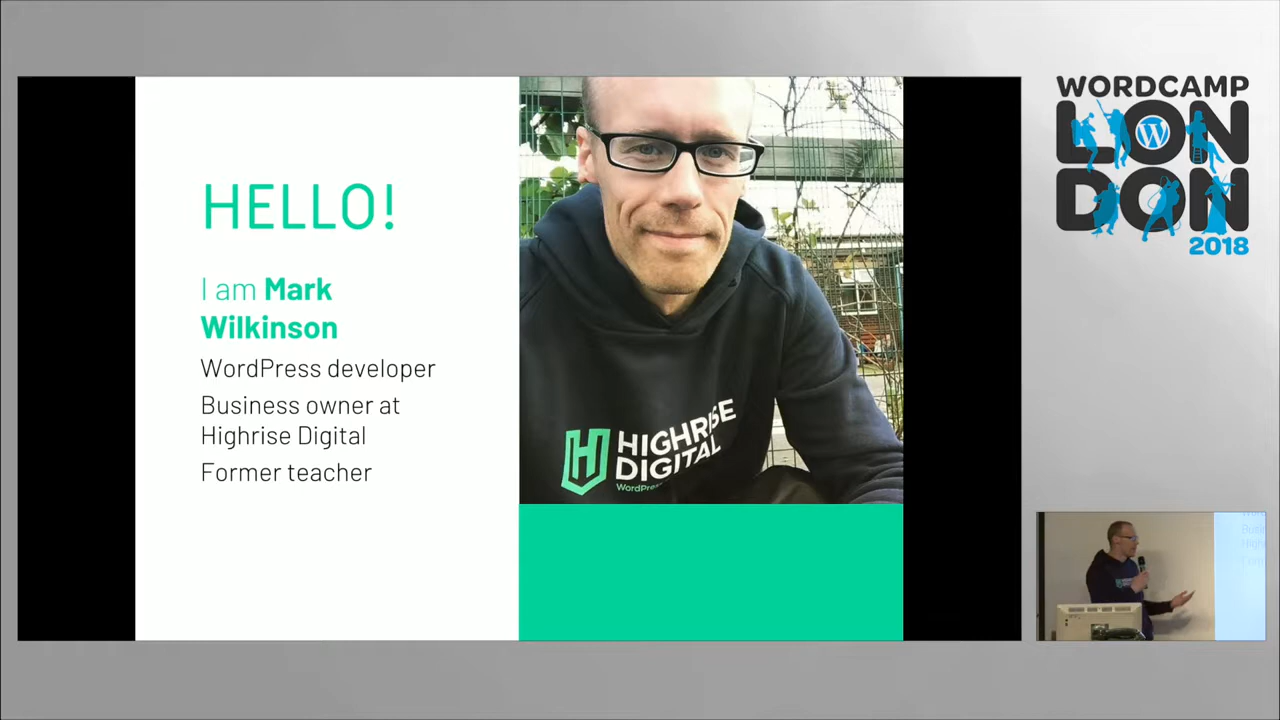 HELLO!
I am Mark
Wilkinson
WordPress developer
Business owner at
Highrise Digital
Former teacher
HIGHRISE
DIGITAL
WORDCAMP
LON
DON
2018